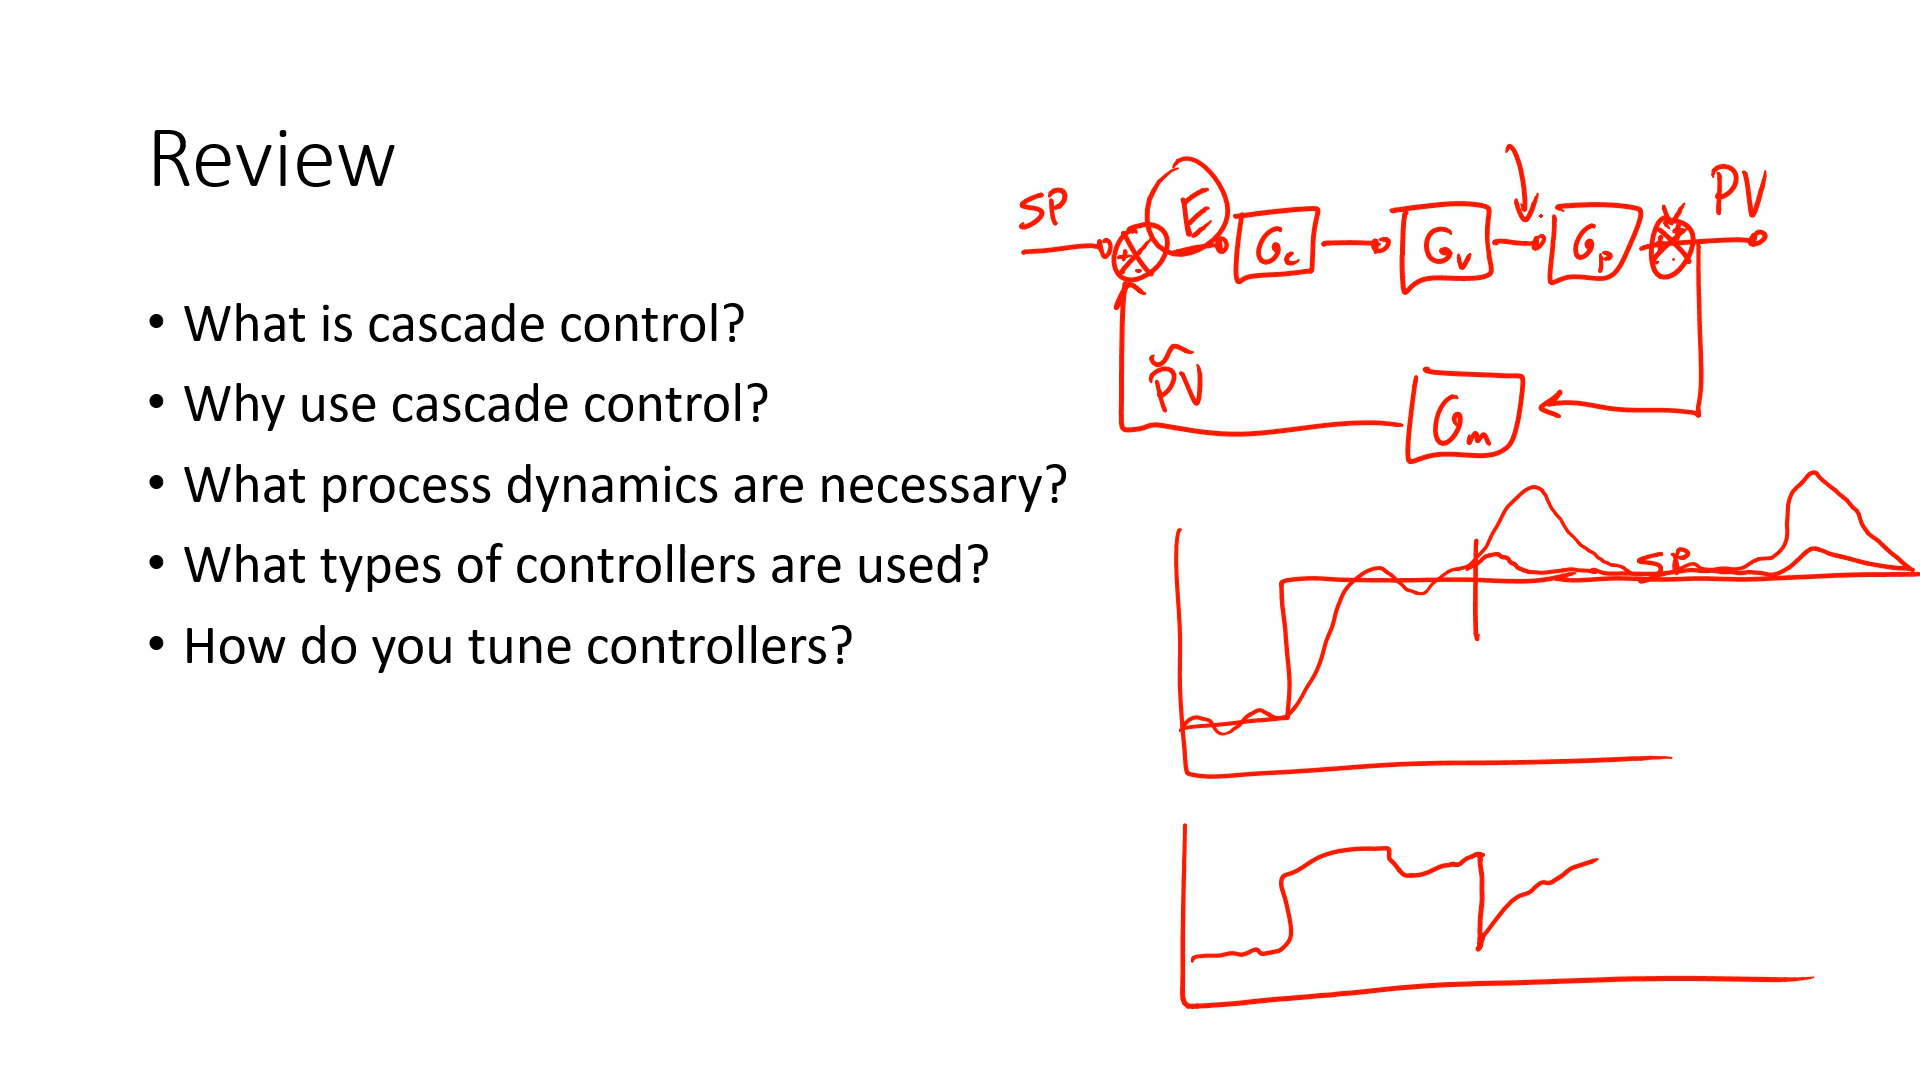 Review
• What is cascade control?
• Why use cascade control?
• What process dynamics are necessary?
• What types of controllers are used?
• How do you tune controllers?
SP E Gc Gv Gp PV
P̃V Gm
SP